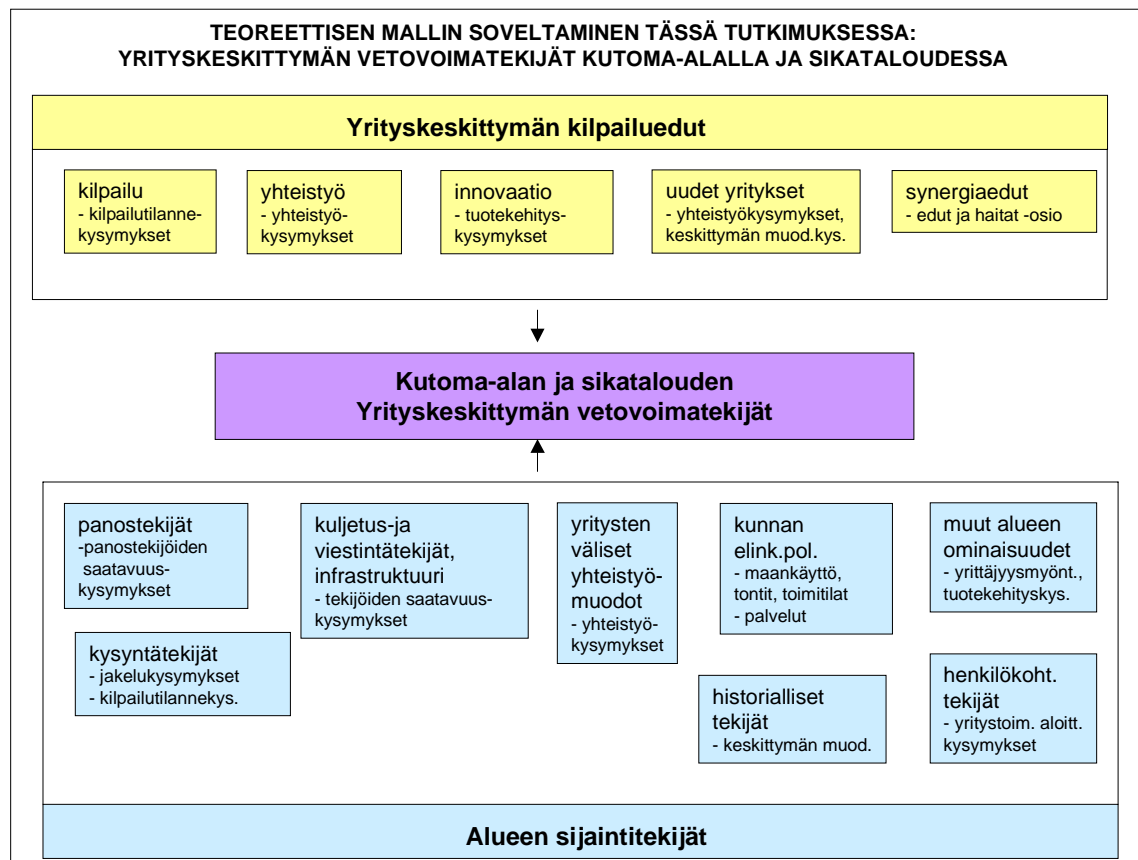 TEOREETTISEN MALLIN SOVELTAMINEN TÄSSÄ TUTKIMUKSESSA:
YRITYSKESKITTYMÄN VETOVOIMATEKIJÄT KUTOMA-ALALLA JA SIKATALOUDESSA
Yrityskeskittymän kilpailuedut
kilpailu
- kilpailutilanne-
kysymykset
yhteistyö
- yhteistyö-
kysymykset
innovaatio
- tuotekehitys-
kysymykset
uudet yritykset
- yhteistyökysymykset,
keskittymän muod.kys.
synergiaedut
- edut ja haitat -osio
Kutoma-alan ja sikatalouden
Yrityskeskittymän vetovoimatekijät
panostekijät
-panostekijöiden
saatavuus-
kysymykset
kuljetus-ja
viestintätekijät,
infrastruktuuri
- tekijöiden saatavuus-
kysymykset
yritysten
väliset
yhteistyö-
muodot
- yhteistyö-
kysymykset
kunnan
elink.pol.
- maankäyttö,
tontit, toimitilat
- palvelut
muut alueen
ominaisuudet
- yrittäjyysmyönt.,
tuotekehityskys.
kysyntätekijät
- jakelukysymykset
- kilpailutilannekys.
historialliset
tekijät
- keskittymän muod.
henkilökoht.
tekijät
- yritystoim. aloitt.
kysymykset
Alueen sijaintitekijät